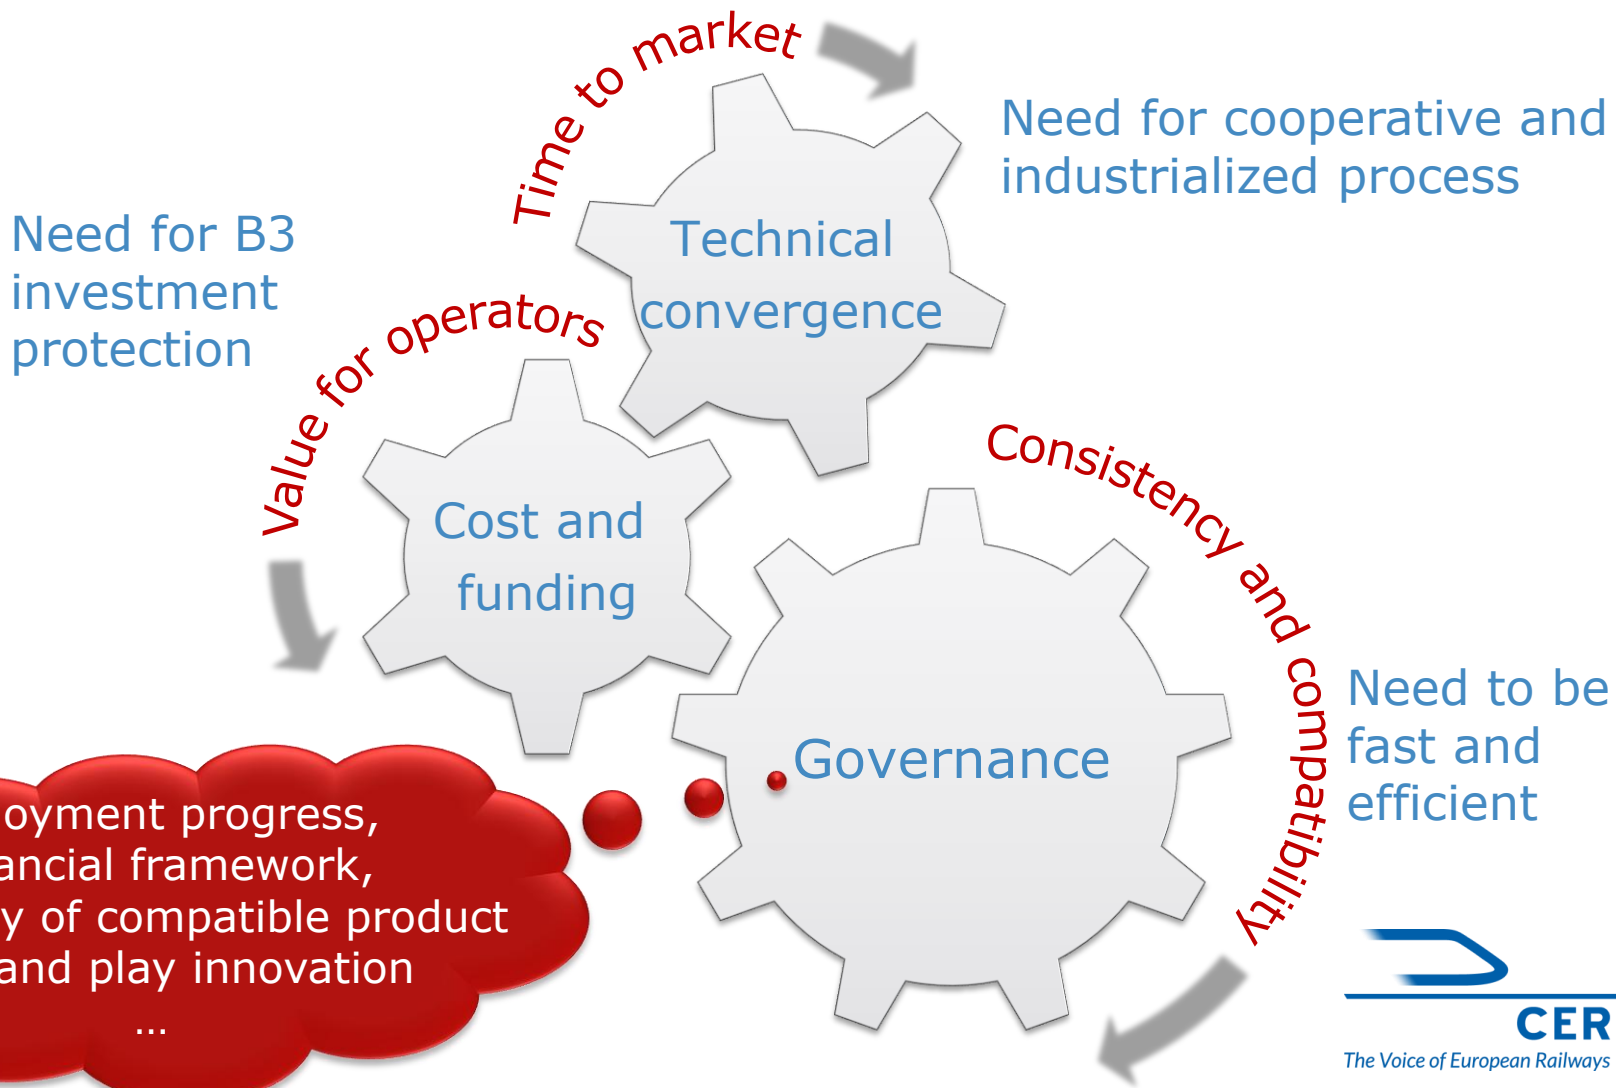 Time to market
Need for cooperative and
industrialized process
Technical
convergence
Need for B3
investment
protection
Value for operators
Cost and
funding
Consistency and compatibility
Governance
Need to be
fast and
efficient
oyment progress,
ancial framework,
y of compatible product
and play innovation
...
CER
The Voice of European Railways